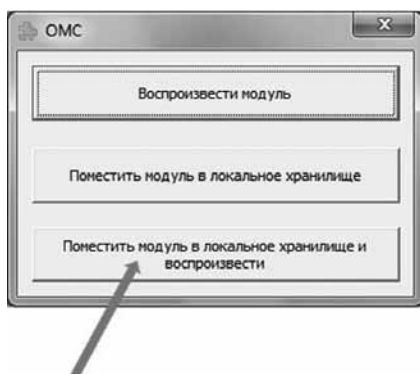 ОМС
Воспроизвести модуль
Поместить модуль в локальное хранилище
Поместить модуль в локальное хранилище и
воспроизвести